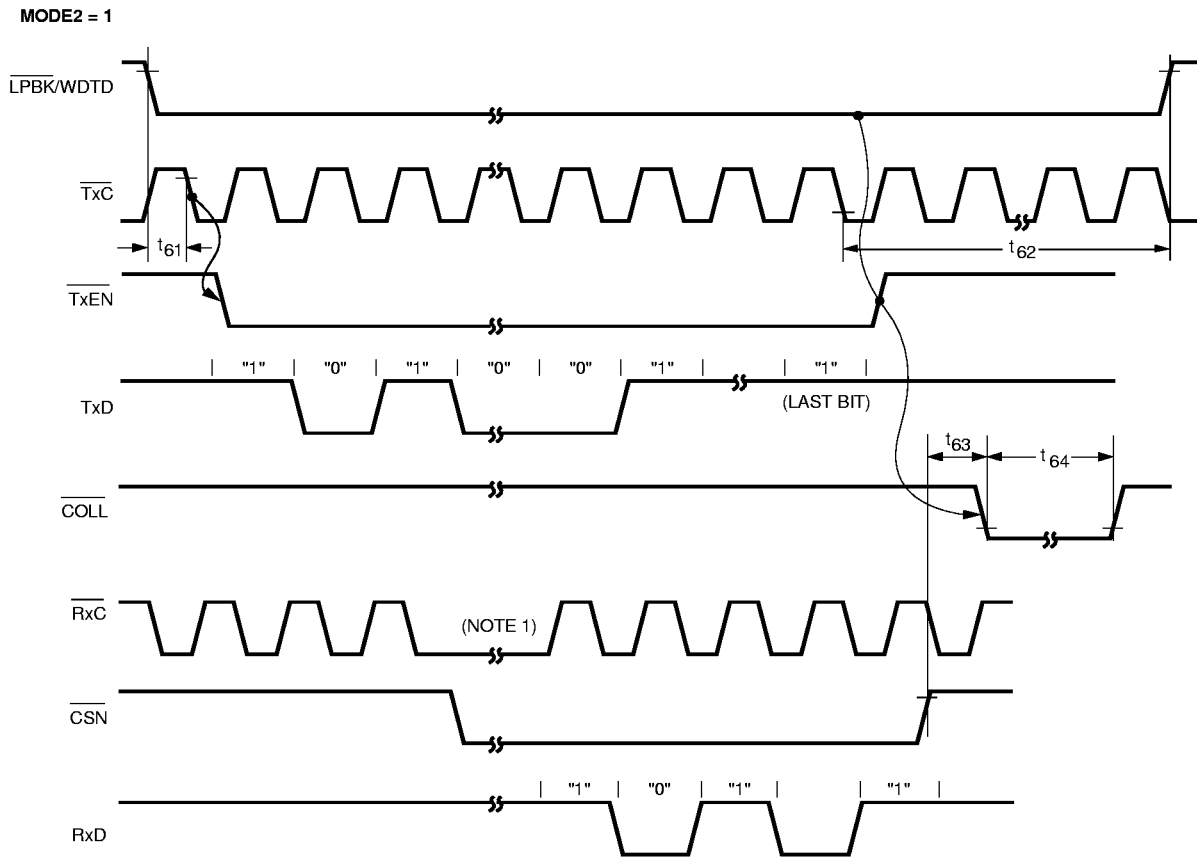 MODE2 = 1
LPBK/WDTD
TxC
t61
t62
TxEN
"1" "0" "1" "0" "0" "1" "1"
TxD
(LAST BIT)
t63
t64
COLL
RxC
(NOTE 1)
CSN
"1" "0" "1" "1"
RxD